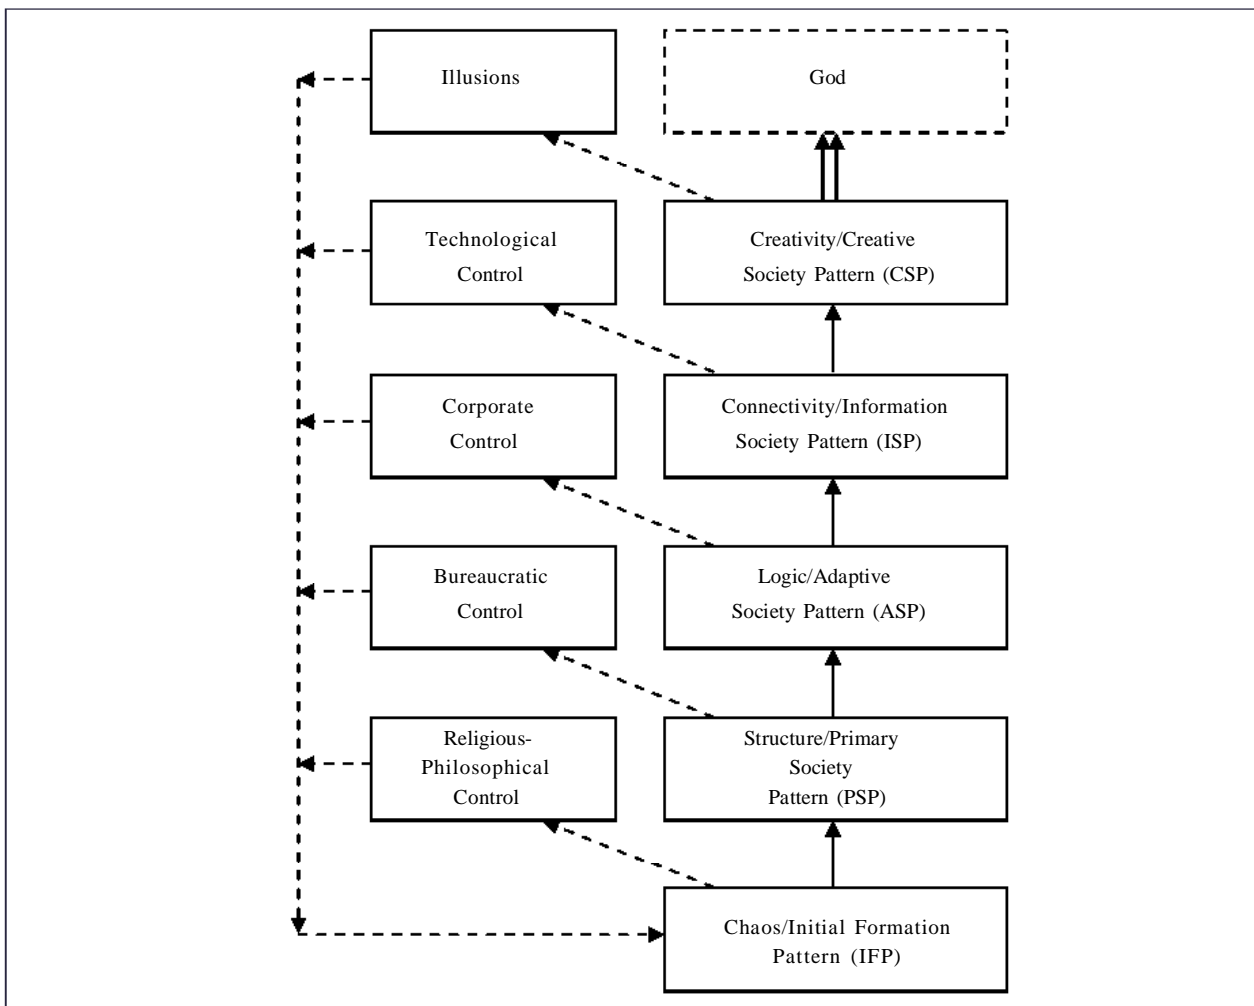 Illusions
God
Technological
Control
Creativity/Creative
Society Pattern (CSP)
Corporate
Control
Connectivity/Information
Society Pattern (ISP)
Bureaucratic
Control
Logic/Adaptive
Society Pattern (ASP)
Religious-
Philosophical
Control
Structure/Primary
Society
Pattern (PSP)
Chaos/Initial Formation
Pattern (IFP)